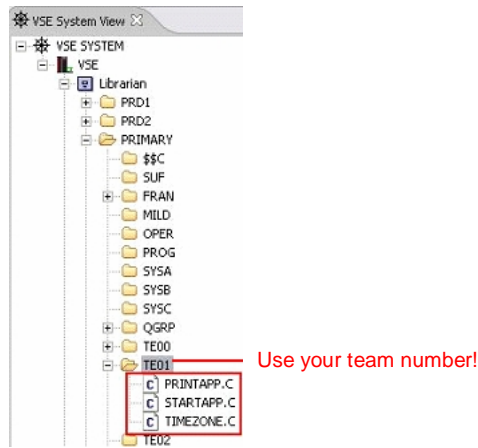 VSE System View
VSE SYSTEM
VSE
Librarian
PRD1
PRD2
PRIMARY
$$C
SUF
FRAN
MILD
OPER
PROG
SYSA
SYSB
SYSC
QGRP
TE00
TE01 Use your team number!
PRINTAPP.C
STARTAPP.C
TIMEZONE.C
TE02